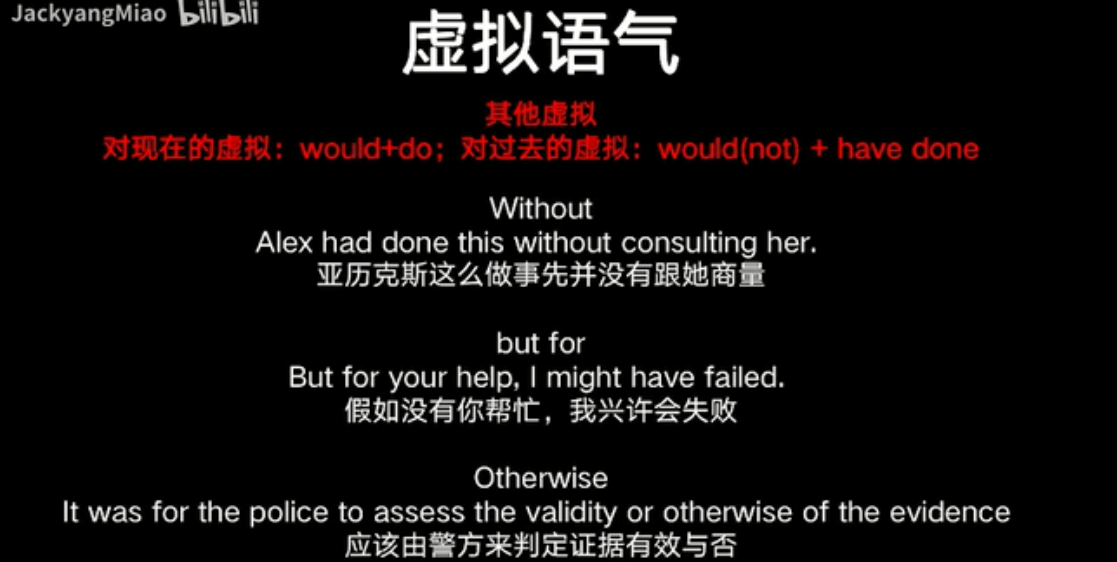 JackyangMiao bilibili
虚拟语气
其他虚拟
对现在的虚拟：would+do；对过去的虚拟：would(not) + have done
Without
Alex had done this without consulting her.
亚历克斯这么做事先并没有跟她商量
but for
But for your help, I might have failed.
假如没有你帮忙，我兴许会失败
Otherwise
It was for the police to assess the validity or otherwise of the evidence
应该由警方来判定证据有效与否